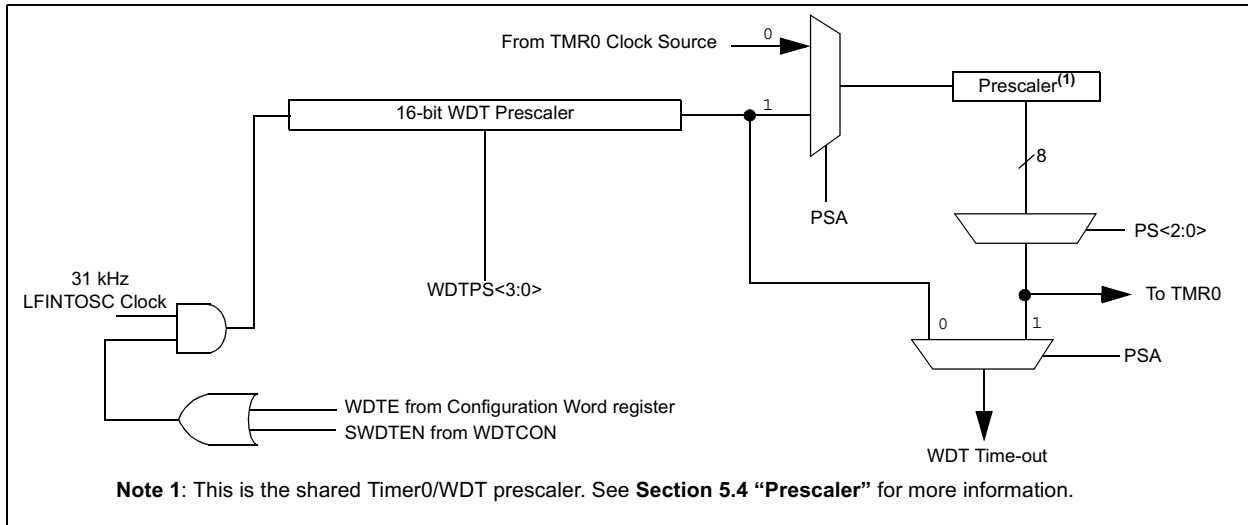 From TMR0 Clock Source
0
Prescaler(1)
16-bit WDT Prescaler
1
8
PSA
PS<2:0>
31 kHz
LFINTOSC Clock
WDTPS<3:0>
To TMR0
0
1
PSA
WDTE from Configuration Word register
SWDTEN from WDTCON
WDT Time-out
Note 1: This is the shared Timer0/WDT prescaler. See Section 5.4 “Prescaler” for more information.